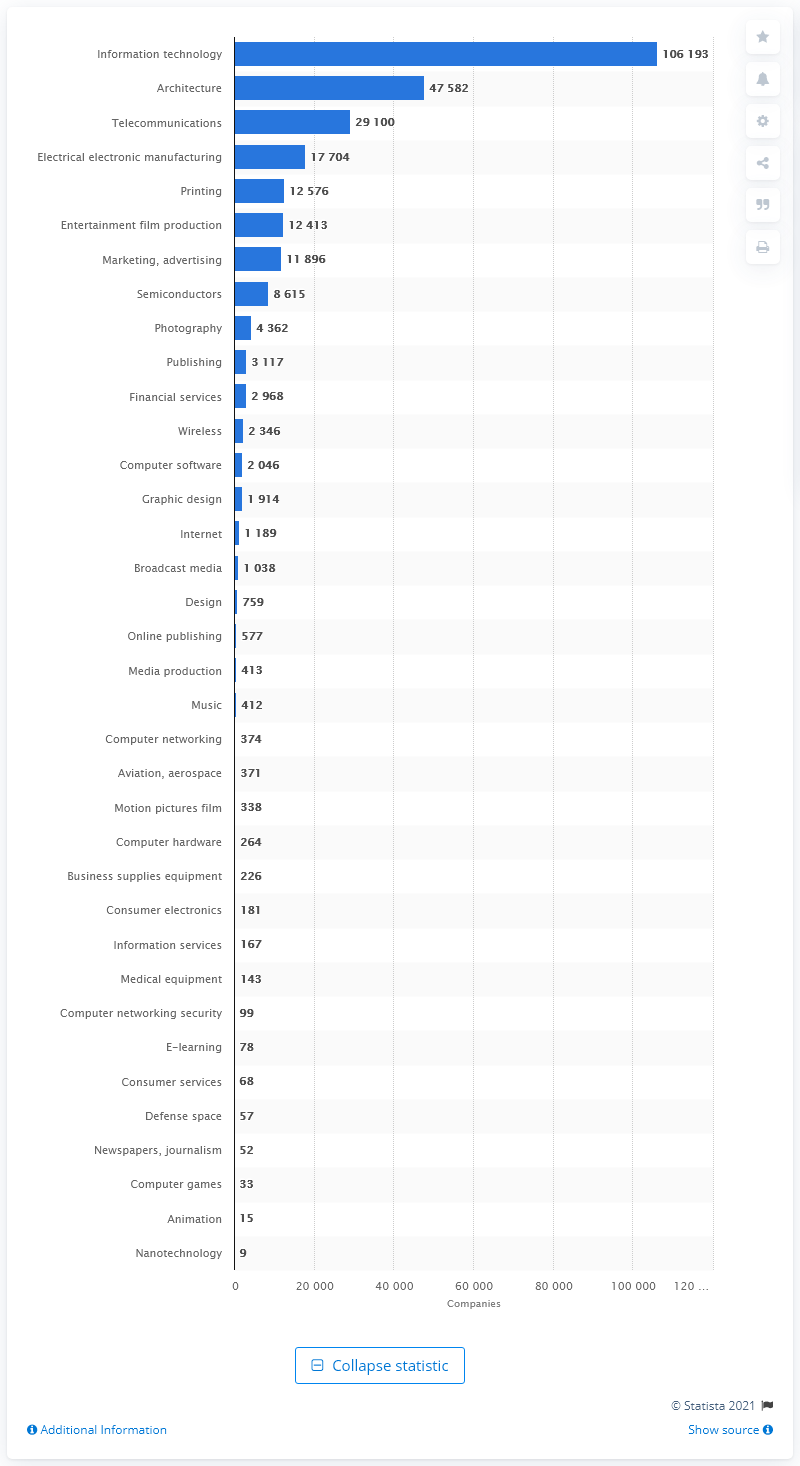 Information technology 106 193
Architecture 47 582
Telecommunications 29 100
Electrical electronic manufacturing 17 704
Printing 12 576
Entertainment film production 12 413
Marketing, advertising 11 896
Semiconductors 8 615
Photography 4 362
Publishing 3 117
Financial services 2 968
Wireless 2 346
Computer software 2 046
Graphic design 1 914
Internet 1 189
Broadcast media 1 038
Design 759
Online publishing 577
Media production 413
Music 412
Computer networking 374
Aviation, aerospace 371
Motion pictures film 338
Computer hardware 264
Business supplies equipment 226
Consumer electronics 181
Information services 167
Medical equipment 143
Computer networking security 99
E-learning 78
Consumer services 68
Defense space 57
Newspapers, journalism 52
Computer games 33
Animation 15
Nanotechnology 9
0 20 000 40 000 60 000 80 000 100 000 120 ...
Companies
Collapse statistic
© Statista 2021
Additional Information Show source